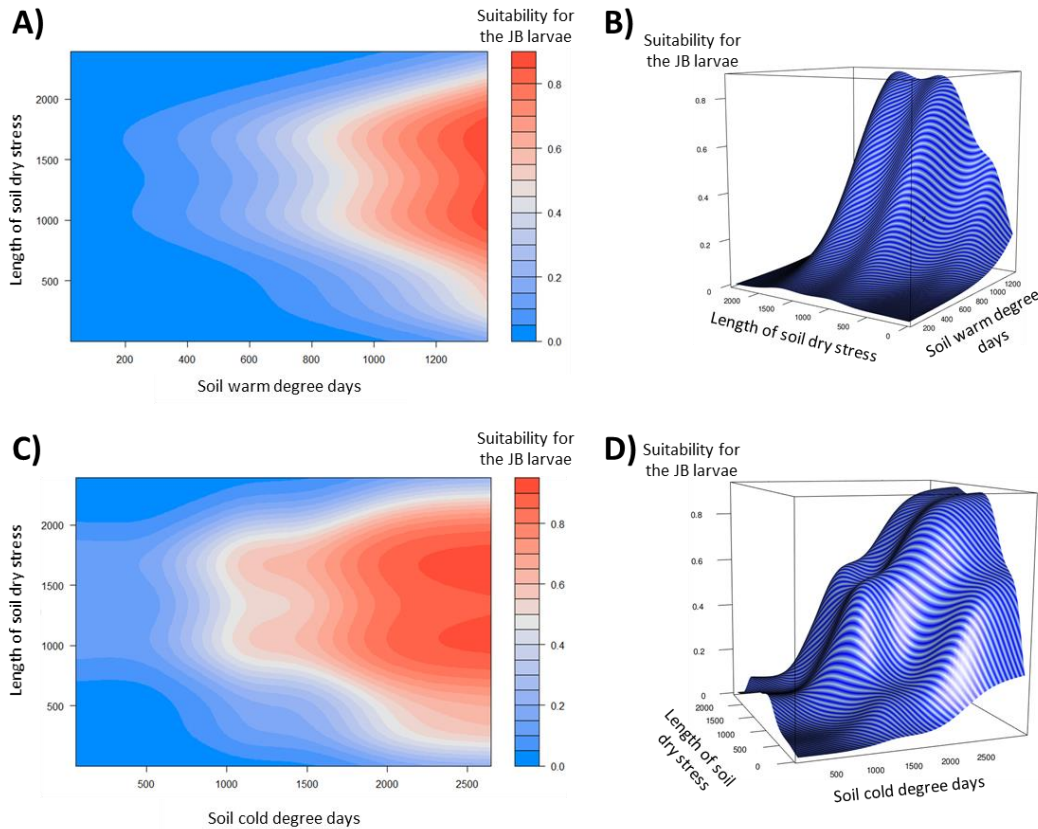 A)
Suitability for
the JB larvae
Length of soil dry stress
2000
1500
1000
500
200
400
600
800
1000
1200
Soil warm degree days
0.8
0.6
0.4
0.2
0.0
B)
Suitability for
the JB larvae
0.8
0.6
0.4
0.2
0
2000
1500
1000
500
0
Length of soil dry stress
200
400
600
800
1000
1200
Soil warm degree
days
C)
Suitability for
the JB larvae
Length of soil dry stress
2000
1500
1000
500
500
1000
1500
2000
2500
Soil cold degree days
0.8
0.6
0.4
0.2
0.0
D)
Suitability for
the JB larvae
0.8
0.6
0.4
0.2
0
2000
1500
1000
500
0
Length of soil
dry stress
500
1000
1500
2000
2500
Soil cold degree days